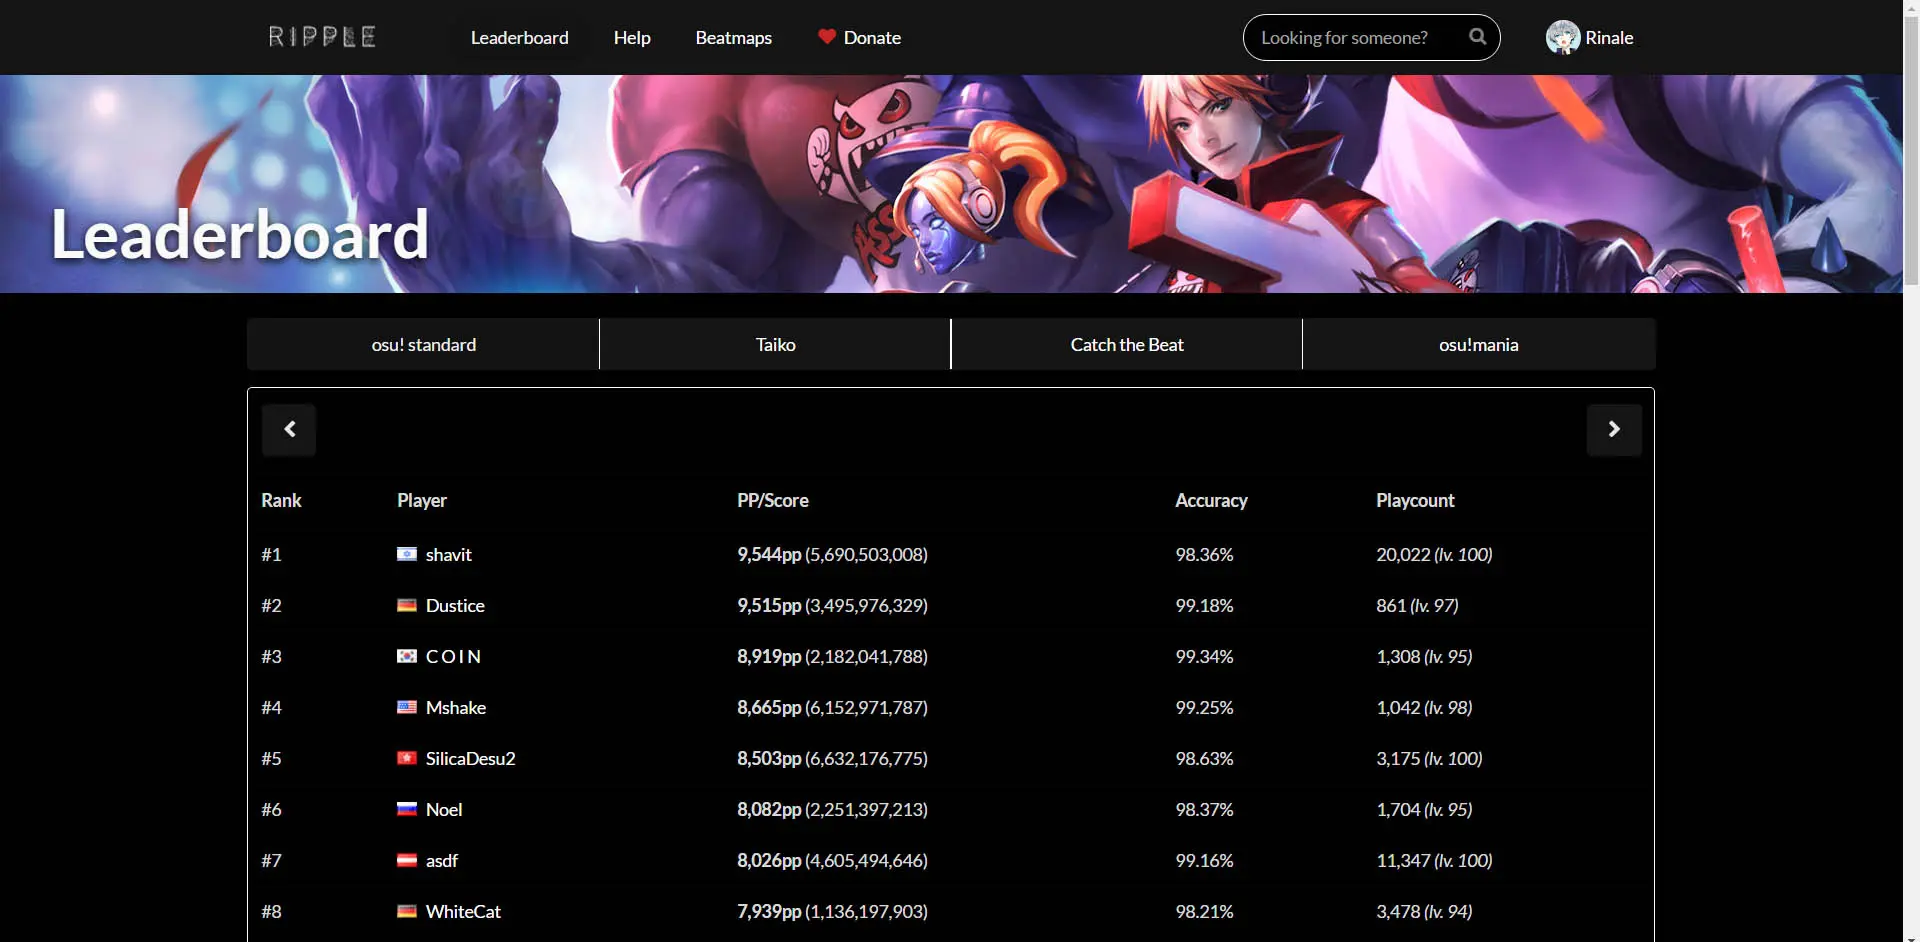 RIPPLE Leaderboard Help Beatmaps Donate Looking for someone? Rinale
Leaderboard
osu! standard Taiko Catch the Beat osu!mania
Rank Player PP/Score Accuracy Playcount
#1 shavit 9,544pp (5,690,503,008) 98.36% 20,022 (lv. 100)
#2 Dustice 9,515pp (3,495,976,329) 99.18% 861 (lv. 97)
#3 C O I N 8,919pp (2,182,041,788) 99.34% 1,308 (lv. 95)
#4 Mshake 8,665pp (6,152,971,787) 99.25% 1,042 (lv. 98)
#5 SilicaDesu2 8,503pp (6,632,176,775) 98.63% 3,175 (lv. 100)
#6 Noel 8,082pp (2,251,397,213) 98.37% 1,704 (lv. 95)
#7 asdf 8,026pp (4,605,494,646) 99.16% 11,347 (lv. 100)
#8 WhiteCat 7,939pp (1,136,197,903) 98.21% 3,478 (lv. 94)